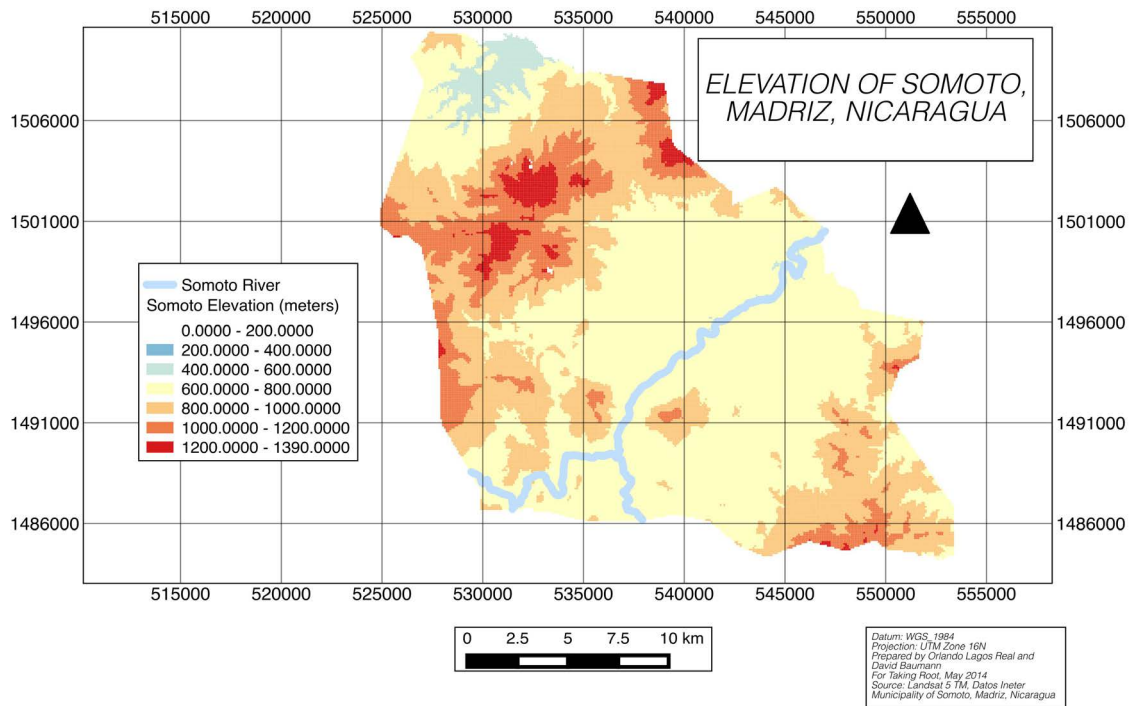 515000 520000 525000 530000 535000 540000 545000 550000 555000
ELEVATION OF SOMOTO,
MADRIZ, NICARAGUA
1506000 1506000
1501000 1501000
Somoto River
Somoto Elevation (meters)
0.0000 - 200.0000
200.0000 - 400.0000
400.0000 - 600.0000
600.0000 - 800.0000
800.0000 - 1000.0000
1000.0000 - 1200.0000
1200.0000 - 1390.0000
1496000 1496000
1491000 1491000
1486000 1486000
515000 520000 525000 530000 535000 540000 545000 550000 555000
0 2.5 5 7.5 10 km
Datum: WGS_1984
Projection: UTM Zone 16N
Prepared by Orlando Lagos Real and
David Baumann
For Taking Root, May 2014
Source: Landsat 5 TM, Datos Ineter
Municipality of Somoto, Madriz, Nicaragua